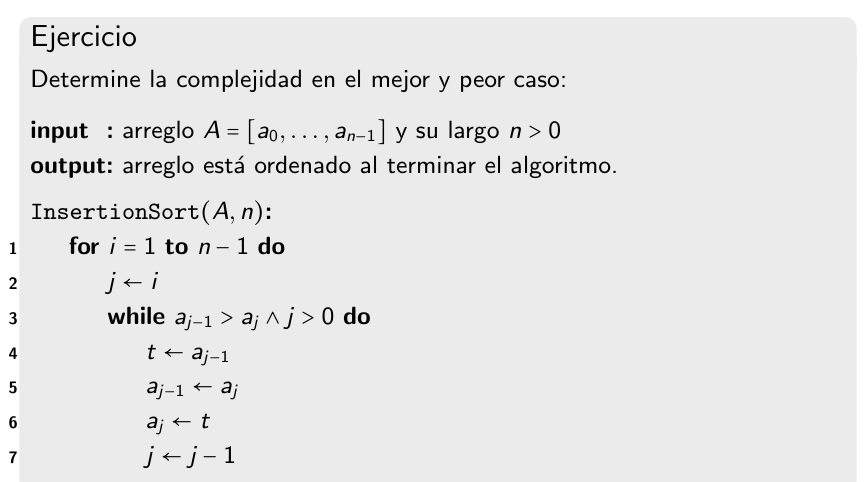 Ejercicio
Determine la complejidad en el mejor y peor caso:
input : arreglo A = [a₀, . . . , aₙ₋₁] y su largo n > 0
output: arreglo está ordenado al terminar el algoritmo.
InsertionSort(A, n):
1 for i = 1 to n − 1 do
2 j ← i
3 while aⱼ₋₁ > aⱼ ∧ j > 0 do
4 t ← aⱼ₋₁
5 aⱼ₋₁ ← aⱼ
6 aⱼ ← t
7 j ← j − 1